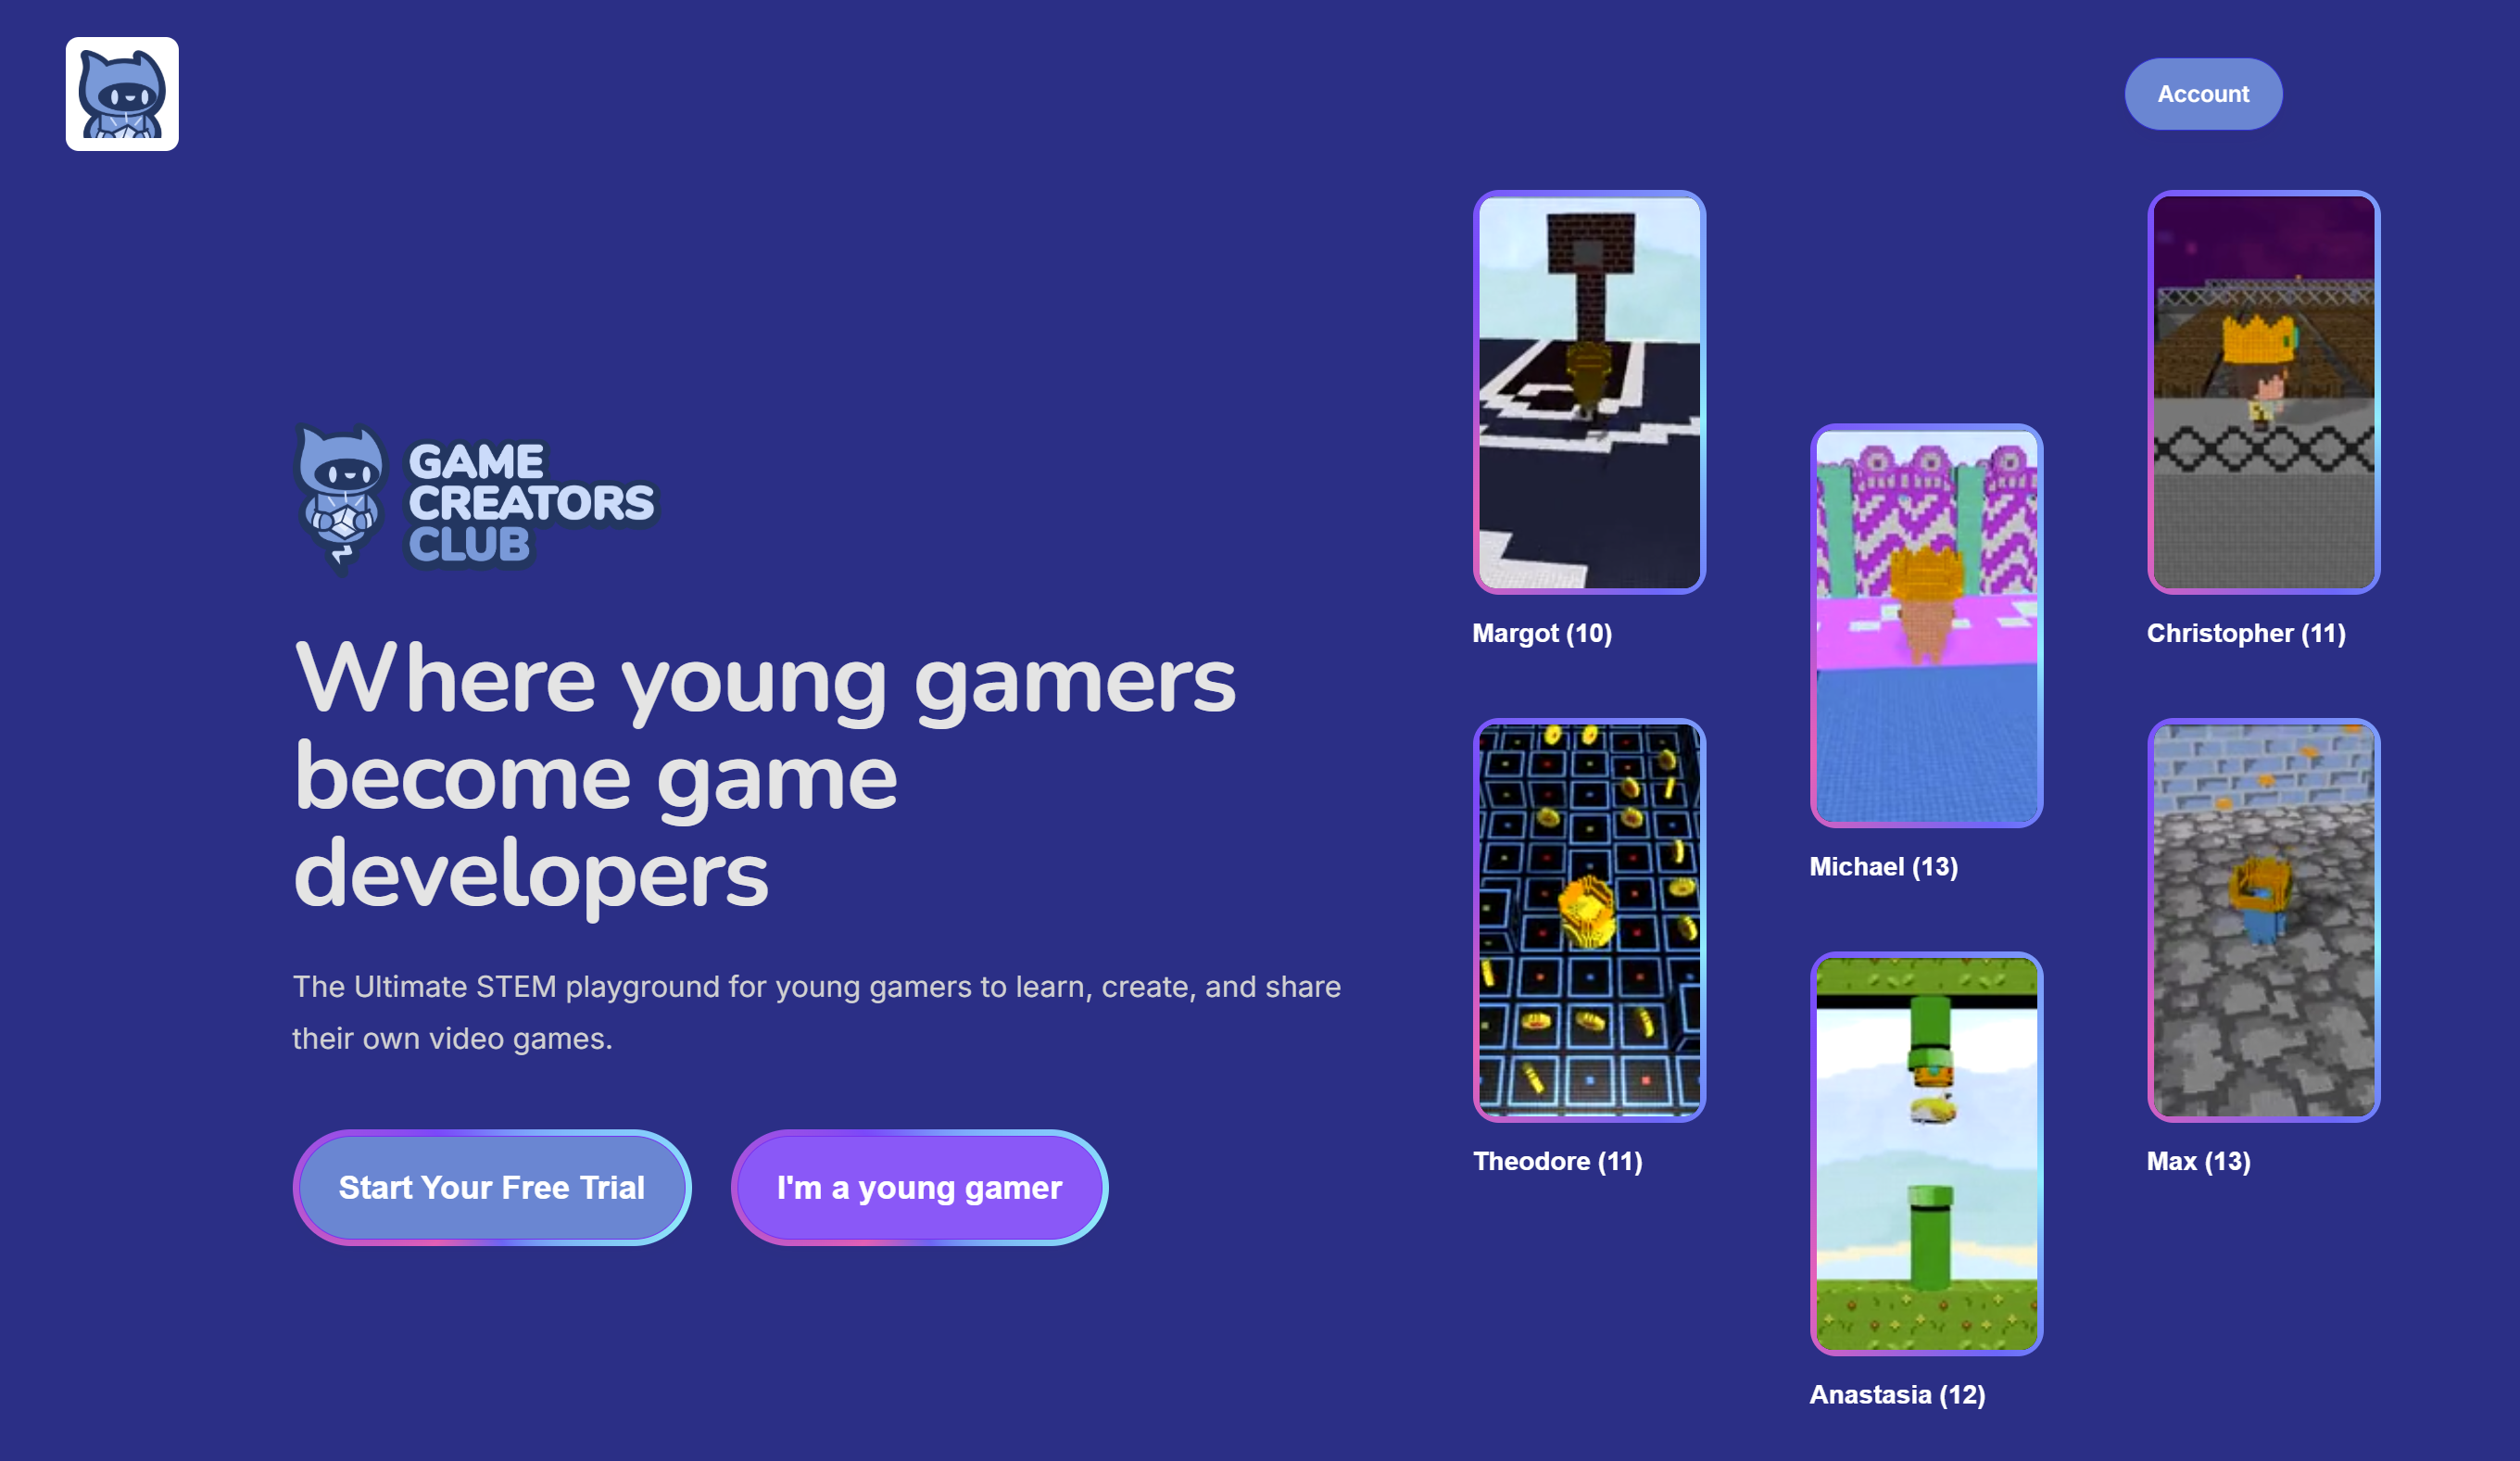 Account
GAME
CREATORS
CLUB
Where young gamers
become game
developers
The Ultimate STEM playground for young gamers to learn, create, and share
their own video games.
Start Your Free Trial
I'm a young gamer
Margot (10)
Christopher (11)
Michael (13)
Theodore (11)
Max (13)
Anastasia (12)